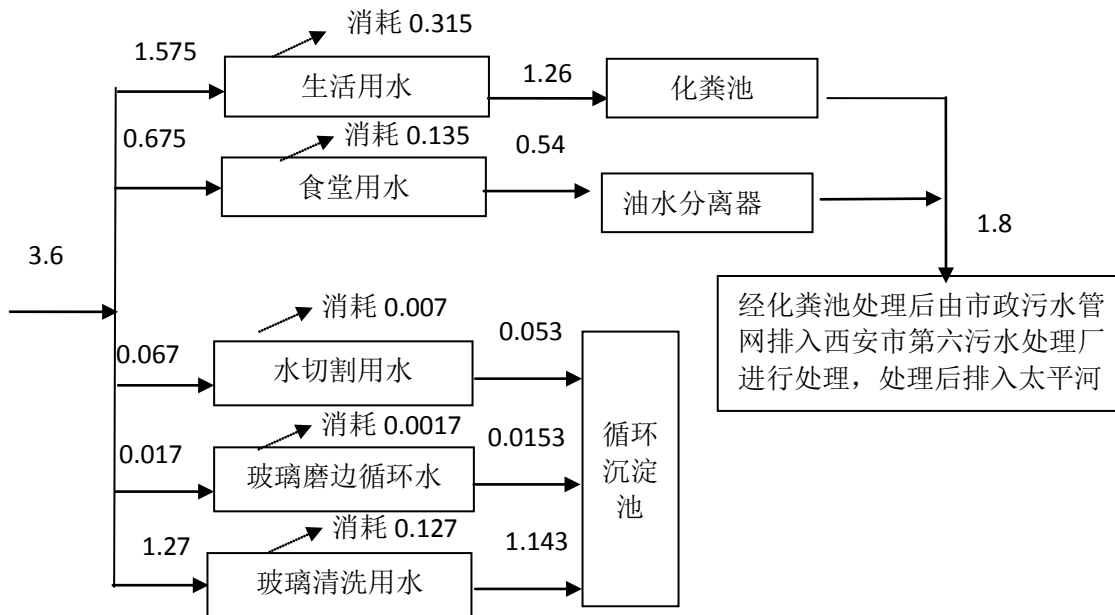 消耗 0.315
1.575
生活用水
1.26
化粪池
消耗 0.135
0.675
0.54
食堂用水
油水分离器
1.8
3.6
经化粪池处理后由市政污水管
网排入西安市第六污水处理厂
进行处理，处理后排入太平河
消耗 0.007
0.053
0.067
水切割用水
消耗 0.0017
0.0153
0.017
玻璃磨边循环水
循环
沉淀
池
消耗 0.127
1.27
1.143
玻璃清洗用水